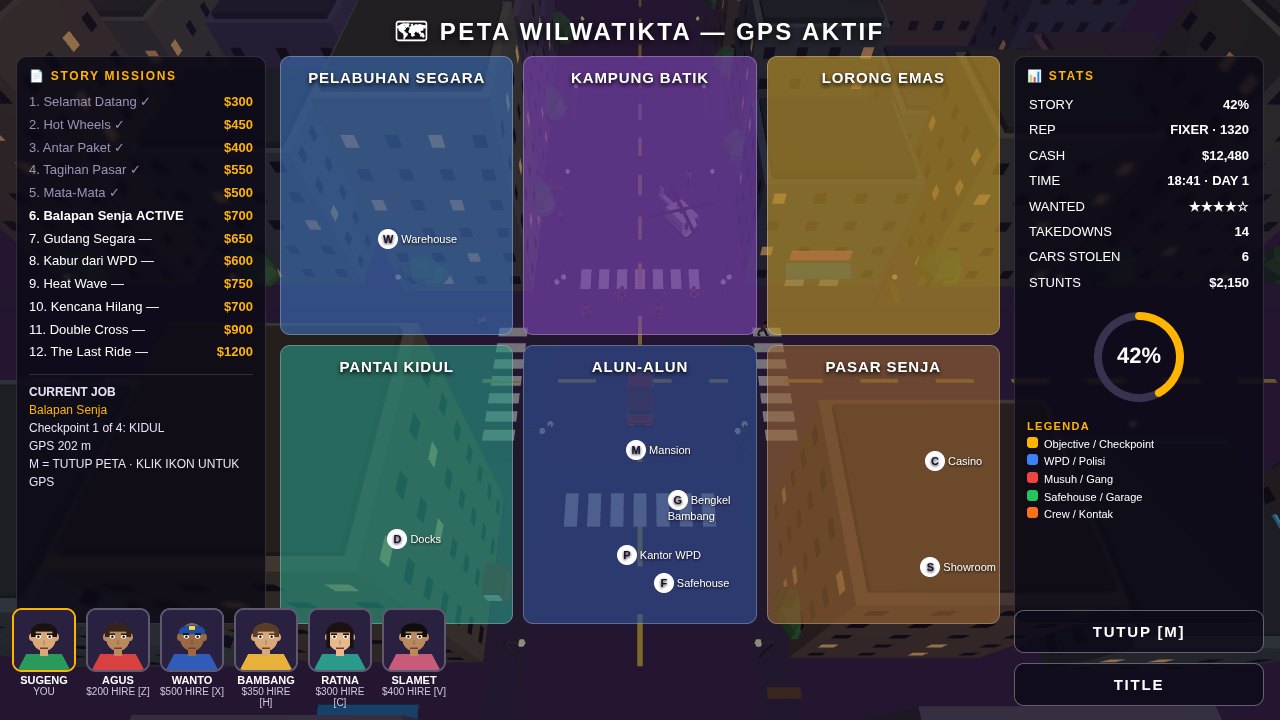 🗺 PETA WILWATIKTA — GPS AKTIF
📄 STORY MISSIONS
1. Selamat Datang ✓ $300
2. Hot Wheels ✓ $450
3. Antar Paket ✓ $400
4. Tagihan Pasar ✓ $550
5. Mata-Mata ✓ $500
6. Balapan Senja ACTIVE $700
7. Gudang Segara — $650
8. Kabur dari WPD — $600
9. Heat Wave — $750
10. Kencana Hilang — $700
11. Double Cross — $900
12. The Last Ride — $1200
CURRENT JOB
Balapan Senja
Checkpoint 1 of 4: KIDUL
GPS 202 m
M = TUTUP PETA · KLIK IKON UNTUK
GPS
PELABUHAN SEGARA
W Warehouse
KAMPUNG BATIK
LORONG EMAS
PANTAI KIDUL
D Docks
ALUN-ALUN
M Mansion
G Bengkel
Bambang
P Kantor WPD
F Safehouse
PASAR SENJA
C Casino
S Showroom
📊 STATS
STORY 42%
REP FIXER · 1320
CASH $12,480
TIME 18:41 · DAY 1
WANTED ★★★★☆
TAKEDOWNS 14
CARS STOLEN 6
STUNTS $2,150
42%
LEGENDA
Objective / Checkpoint
WPD / Polisi
Musuh / Gang
Safehouse / Garage
Crew / Kontak
TUTUP [M]
TITLE
SUGENG
YOU
AGUS
$200 HIRE [Z]
WANTO
$500 HIRE [X]
BAMBANG
$350 HIRE
[H]
RATNA
$300 HIRE
[C]
SLAMET
$400 HIRE [V]